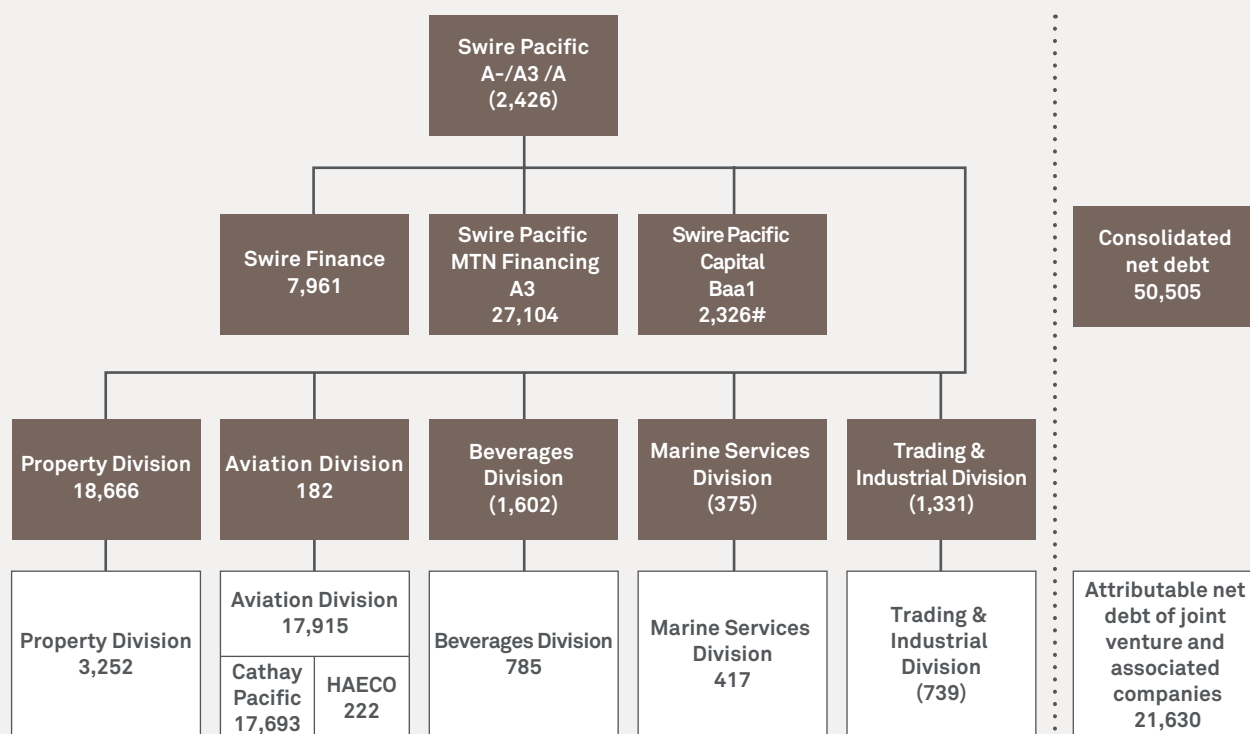 Swire Pacific
A-/A3 /A
(2,426)
Swire Finance
7,961
Swire Pacific
MTN Financing
A3
27,104
Swire Pacific
Capital
Baa1
2,326#
Consolidated
net debt
50,505
Property Division
18,666
Aviation Division
182
Beverages
Division
(1,602)
Marine Services
Division
(375)
Trading &
Industrial Division
(1,331)
Property Division
3,252
Aviation Division
17,915
Cathay
Pacific
17,693
HAECO
222
Beverages Division
785
Marine Services
Division
417
Trading &
Industrial
Division
(739)
Attributable net
debt of joint
venture and
associated
companies
21,630